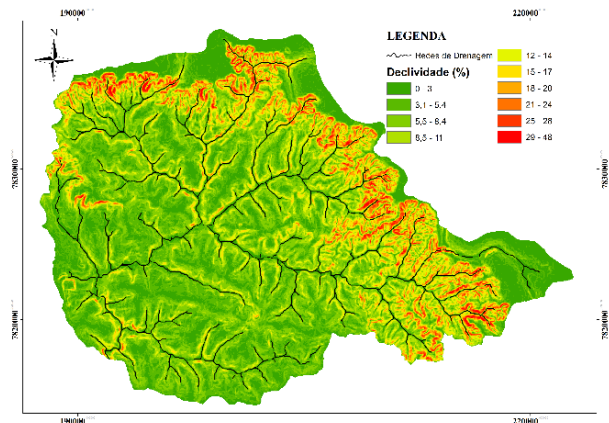 190000
220000
N
LEGENDA
Redes de Drenagem
Declividade (%)
0 - 3
3,1 - 5,4
5,5 - 8,4
8,5 - 11
12 - 14
15 - 17
18 - 20
21 - 24
25 - 28
29 - 48
7830000
7830000
7820000
7820000
190000
220000